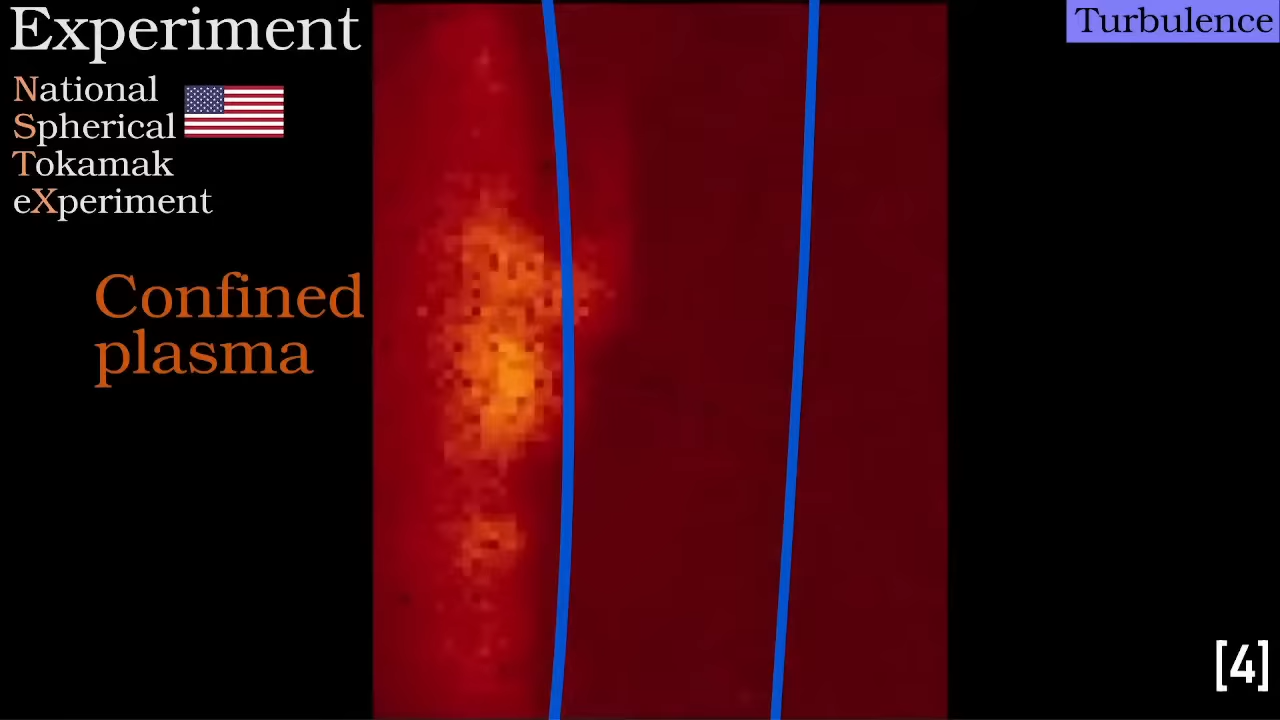 Experiment
National
Spherical
Tokamak
eXperiment
Turbulence
Confined
plasma
[4]